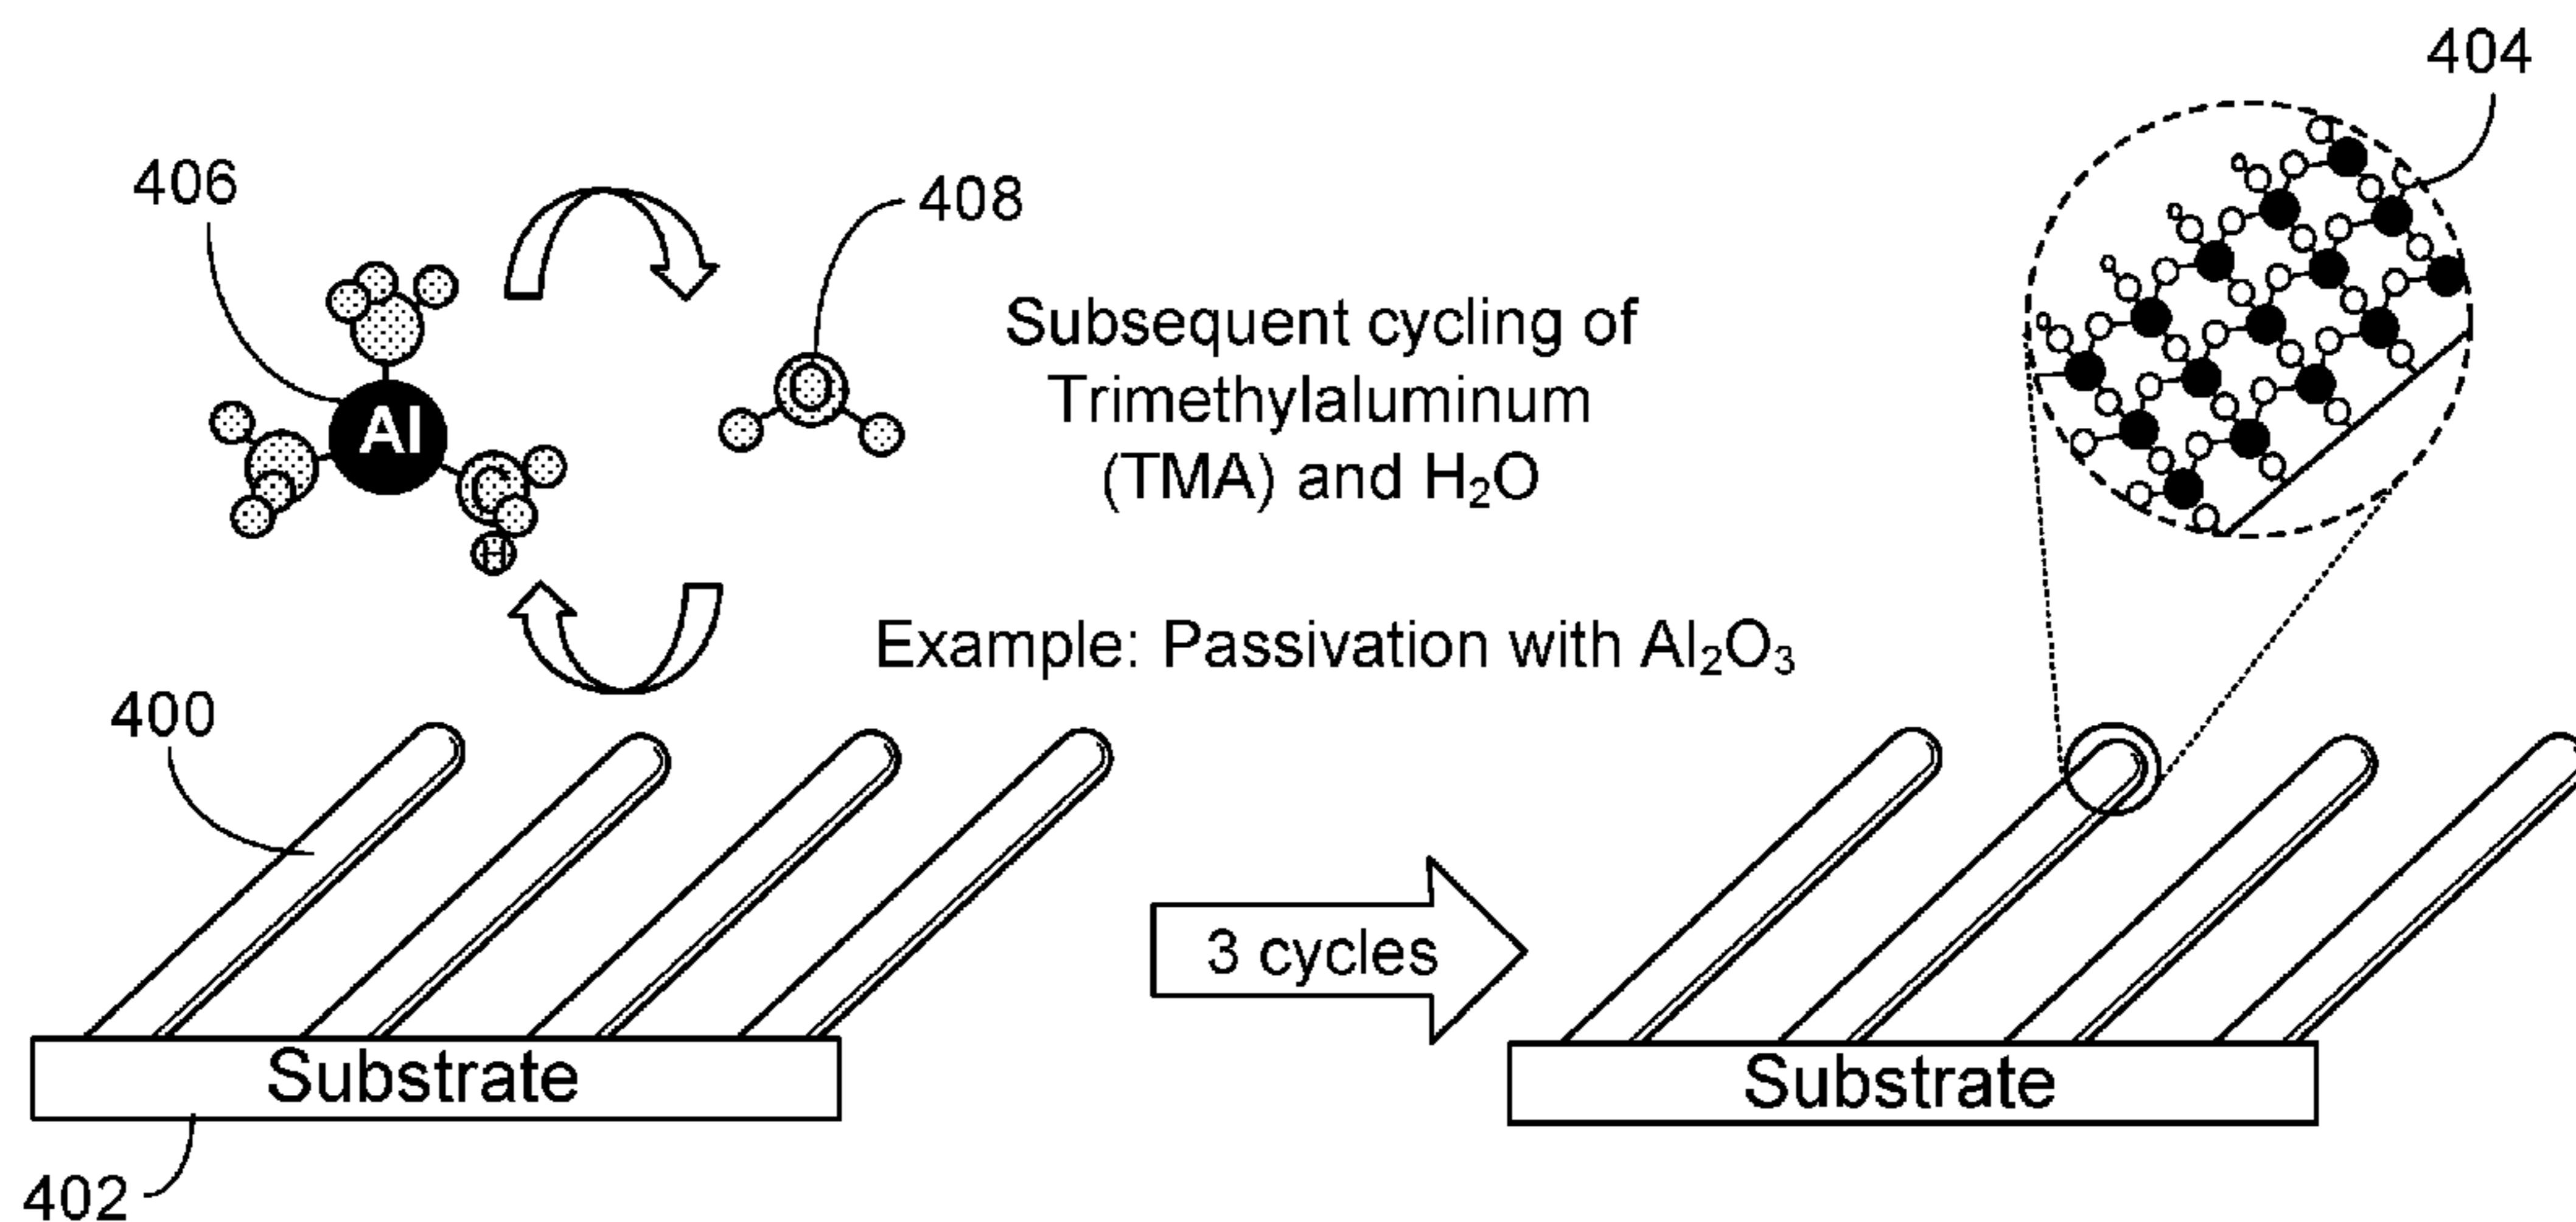 404
406
408
Al
C
O
H
Subsequent cycling of
Trimethylaluminum
(TMA) and H₂O
Example: Passivation with Al₂O₃
400
3 cycles
Substrate
Substrate
402